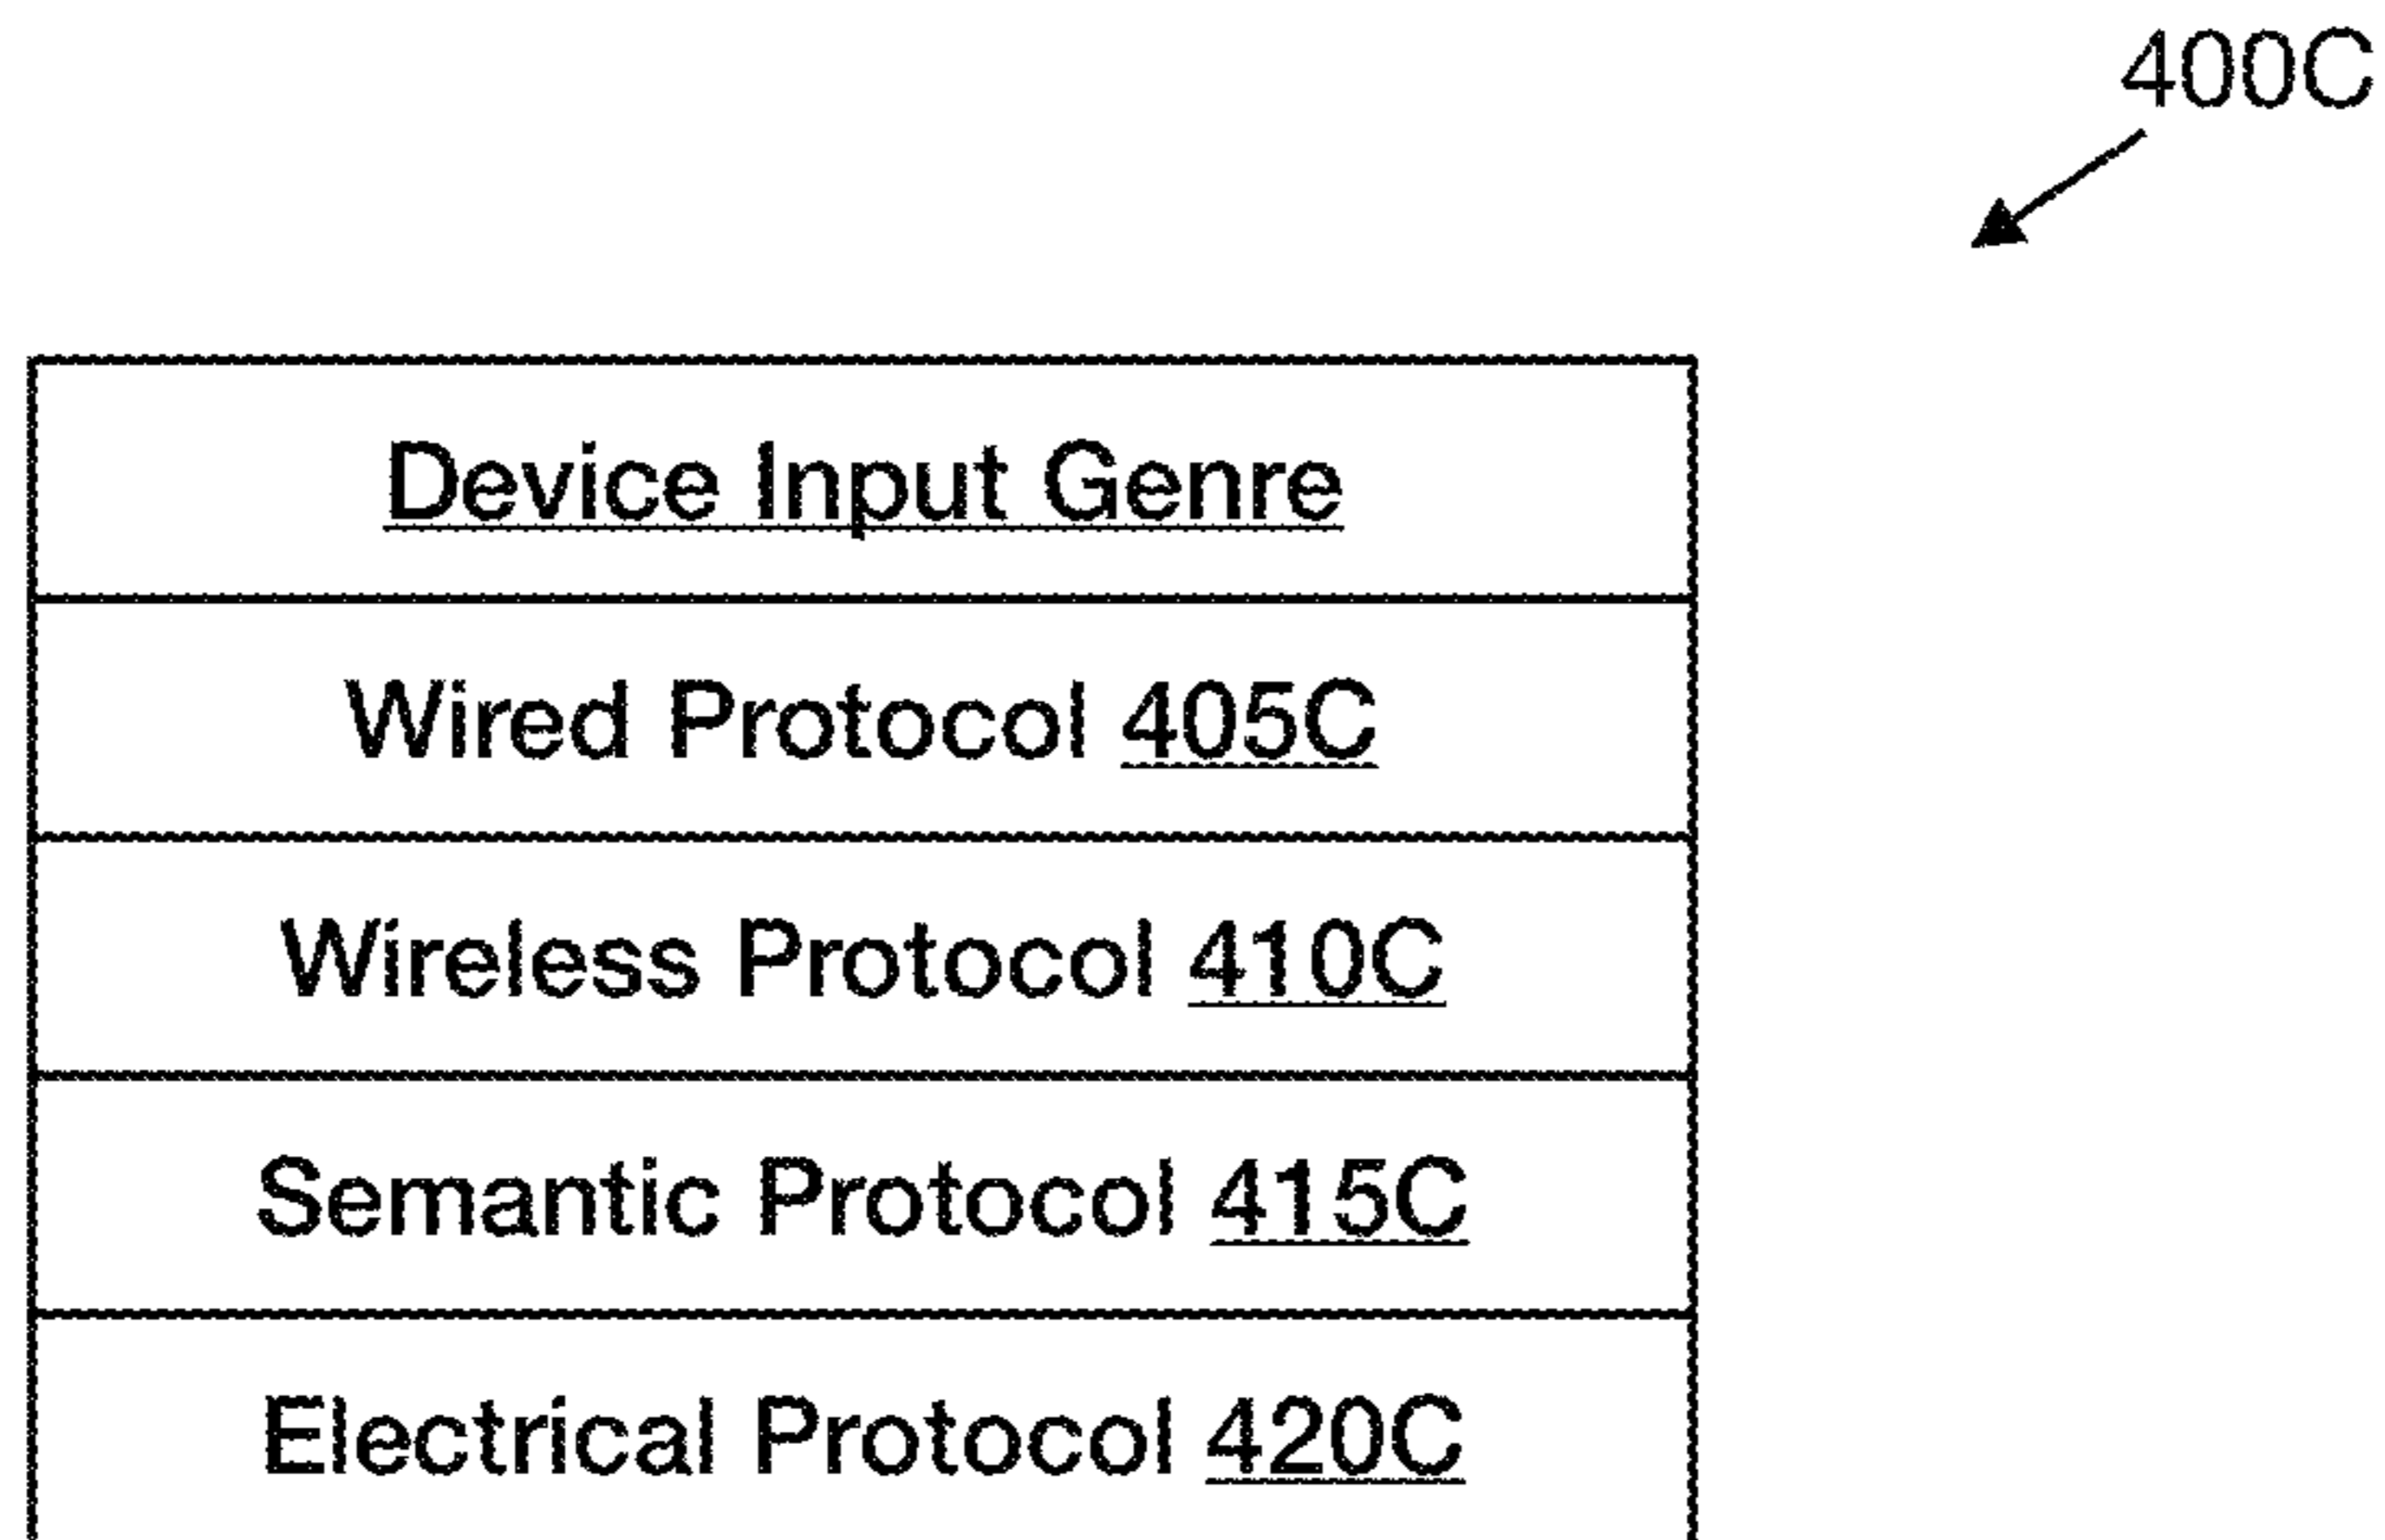 400C
Device Input Genre
Wired Protocol 405C
Wireless Protocol 410C
Semantic Protocol 415C
Electrical Protocol 420C